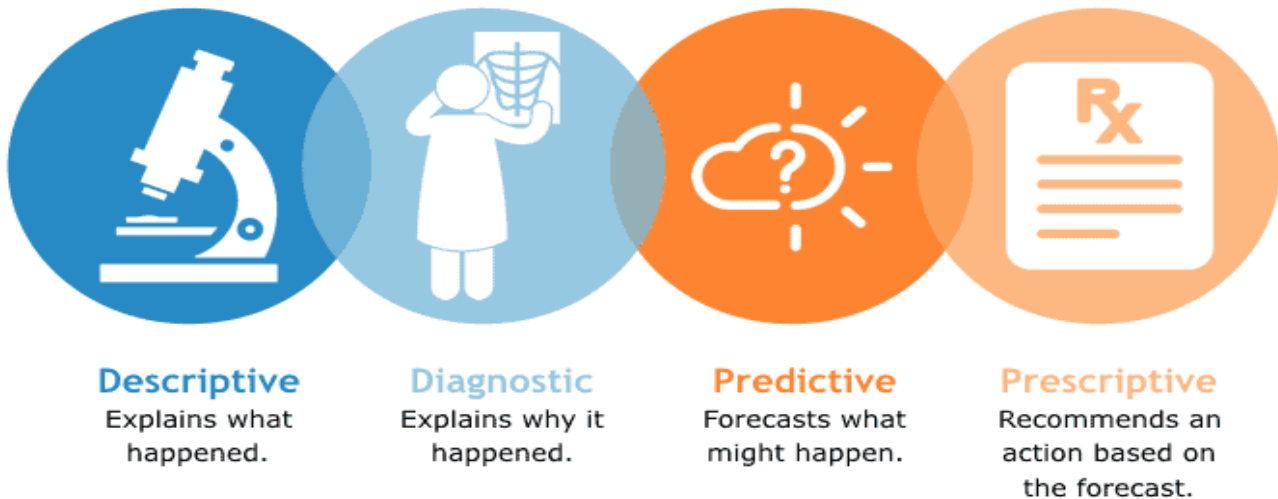 Rx
?
Descriptive
Explains what
happened.
Diagnostic
Explains why it
happened.
Predictive
Forecasts what
might happen.
Prescriptive
Recommends an
action based on
the forecast.